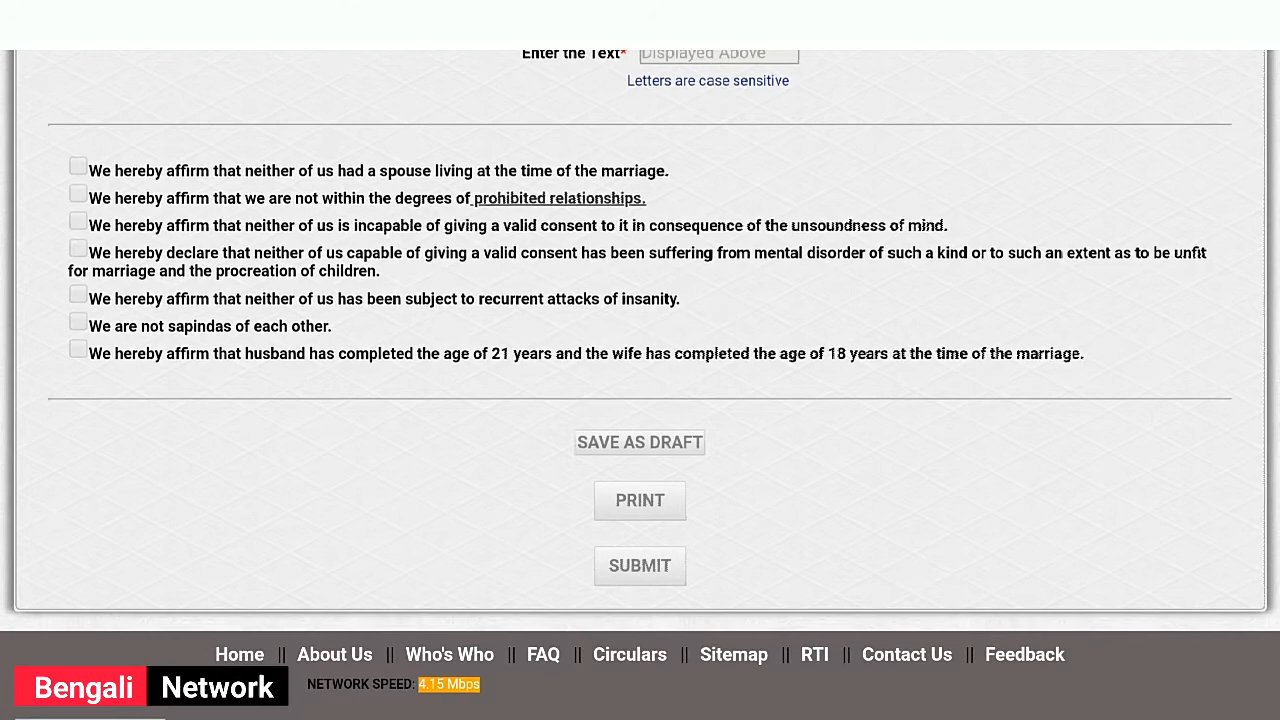 Enter the Text* Displayed Above
Letters are case sensitive
We hereby affirm that neither of us had a spouse living at the time of the marriage.
We hereby affirm that we are not within the degrees of prohibited relationships.
We hereby affirm that neither of us is incapable of giving a valid consent to it in consequence of the unsoundness of mind.
We hereby declare that neither of us capable of giving a valid consent has been suffering from mental disorder of such a kind or to such an extent as to be unfit
for marriage and the procreation of children.
We hereby affirm that neither of us has been subject to recurrent attacks of insanity.
We are not sapindas of each other.
We hereby affirm that husband has completed the age of 21 years and the wife has completed the age of 18 years at the time of the marriage.
SAVE AS DRAFT
PRINT
SUBMIT
Home || About Us || Who's Who || FAQ || Circulars || Sitemap || RTI || Contact Us || Feedback
Bengali Network NETWORK SPEED: 4.15 Mbps